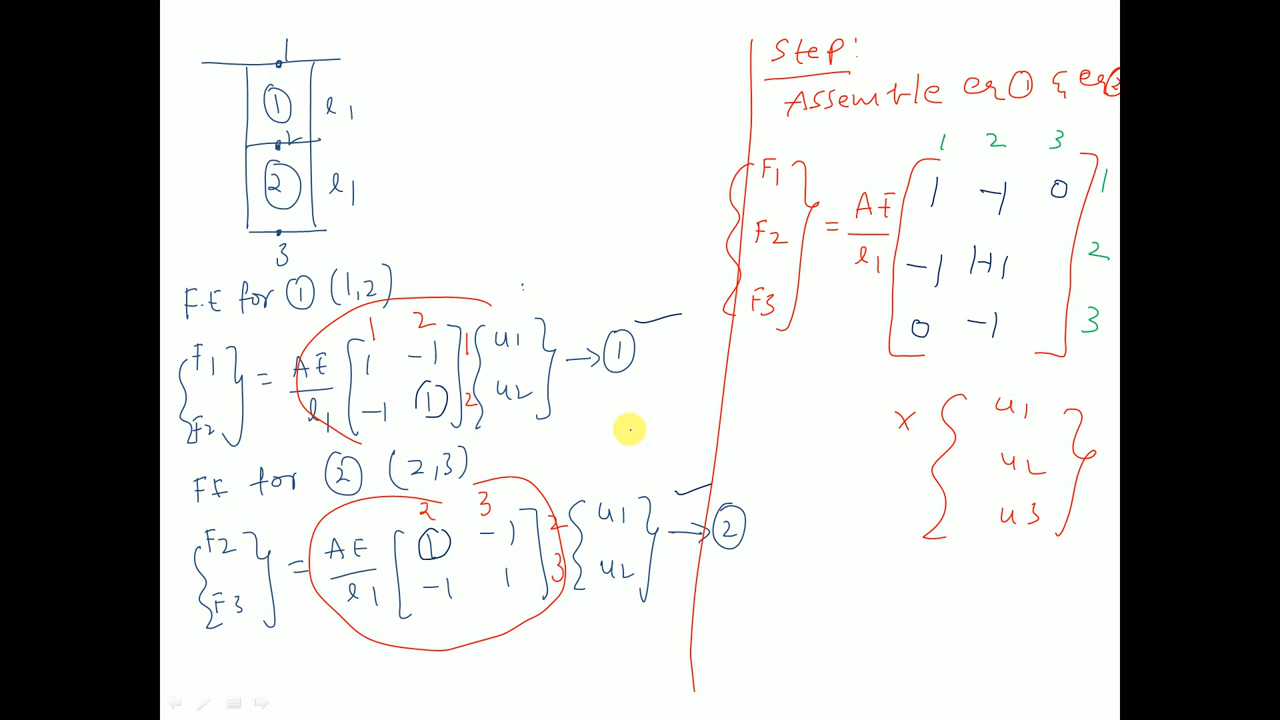 1
① l1
2
② l1
3
F.E for ① (1,2)
{F1 F2} = AE/l1 [1 -1 -1 1] {u1 u2} → ①
1 2
1
2
FE for ② (2,3)
{F2 F3} = AE/l1 [1 -1 -1 1] {u1 u2} → ②
2 3
2
3
Step:
Assemble er① & er②
1 2 3
{F1 F2 F3} = AE/l1
1 -1 0 1
-1 1+1 2
0 -1 3
x {u1 u2 u3}